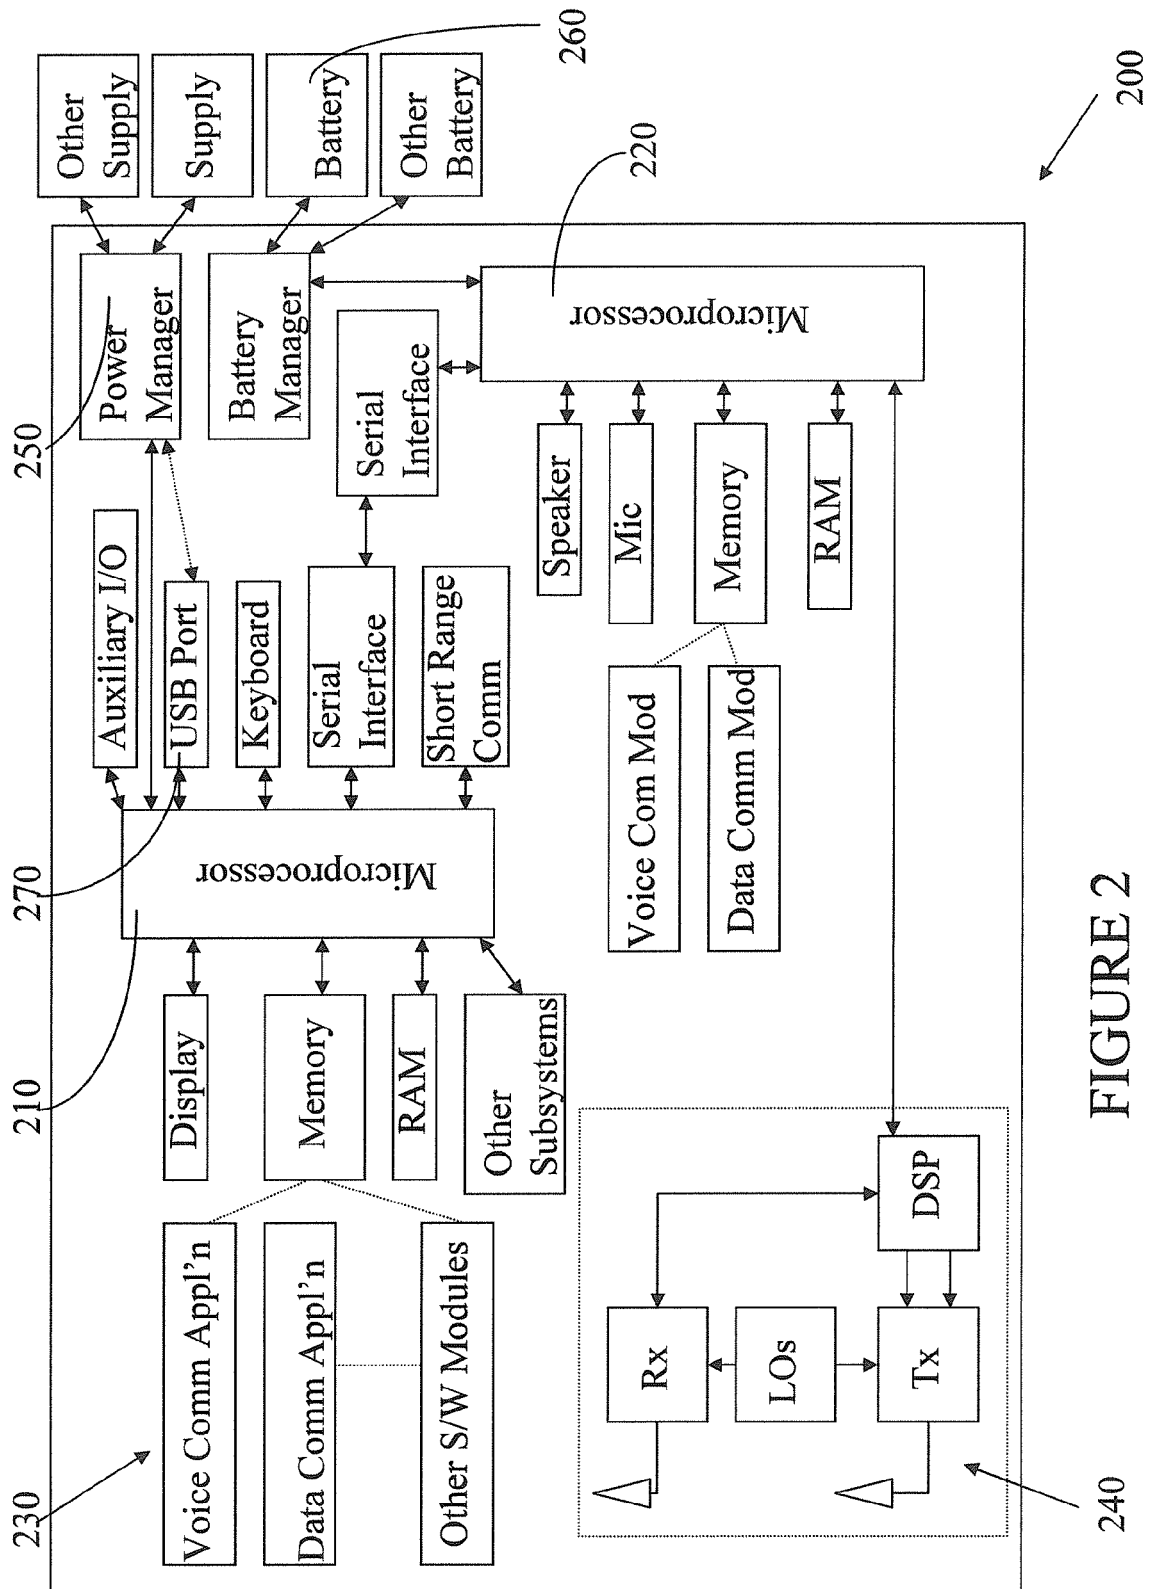 230
210
270
250
Other
Supply
Auxiliary I/O
Power
Manager
Voice Comm Appl'n
Display
USB Port
Supply
Data Comm Appl'n
Memory
Microprocessor
Keyboard
Battery
Manager
Battery
260
Other S/W Modules
RAM
Serial
Interface
Serial
Interface
Other
Battery
Other
Subsystems
Short Range
Comm
Speaker
Microprocessor
220
Rx
Voice Com Mod
Mic
LOs
Data Comm Mod
Memory
Tx
DSP
RAM
240
FIGURE 2
200